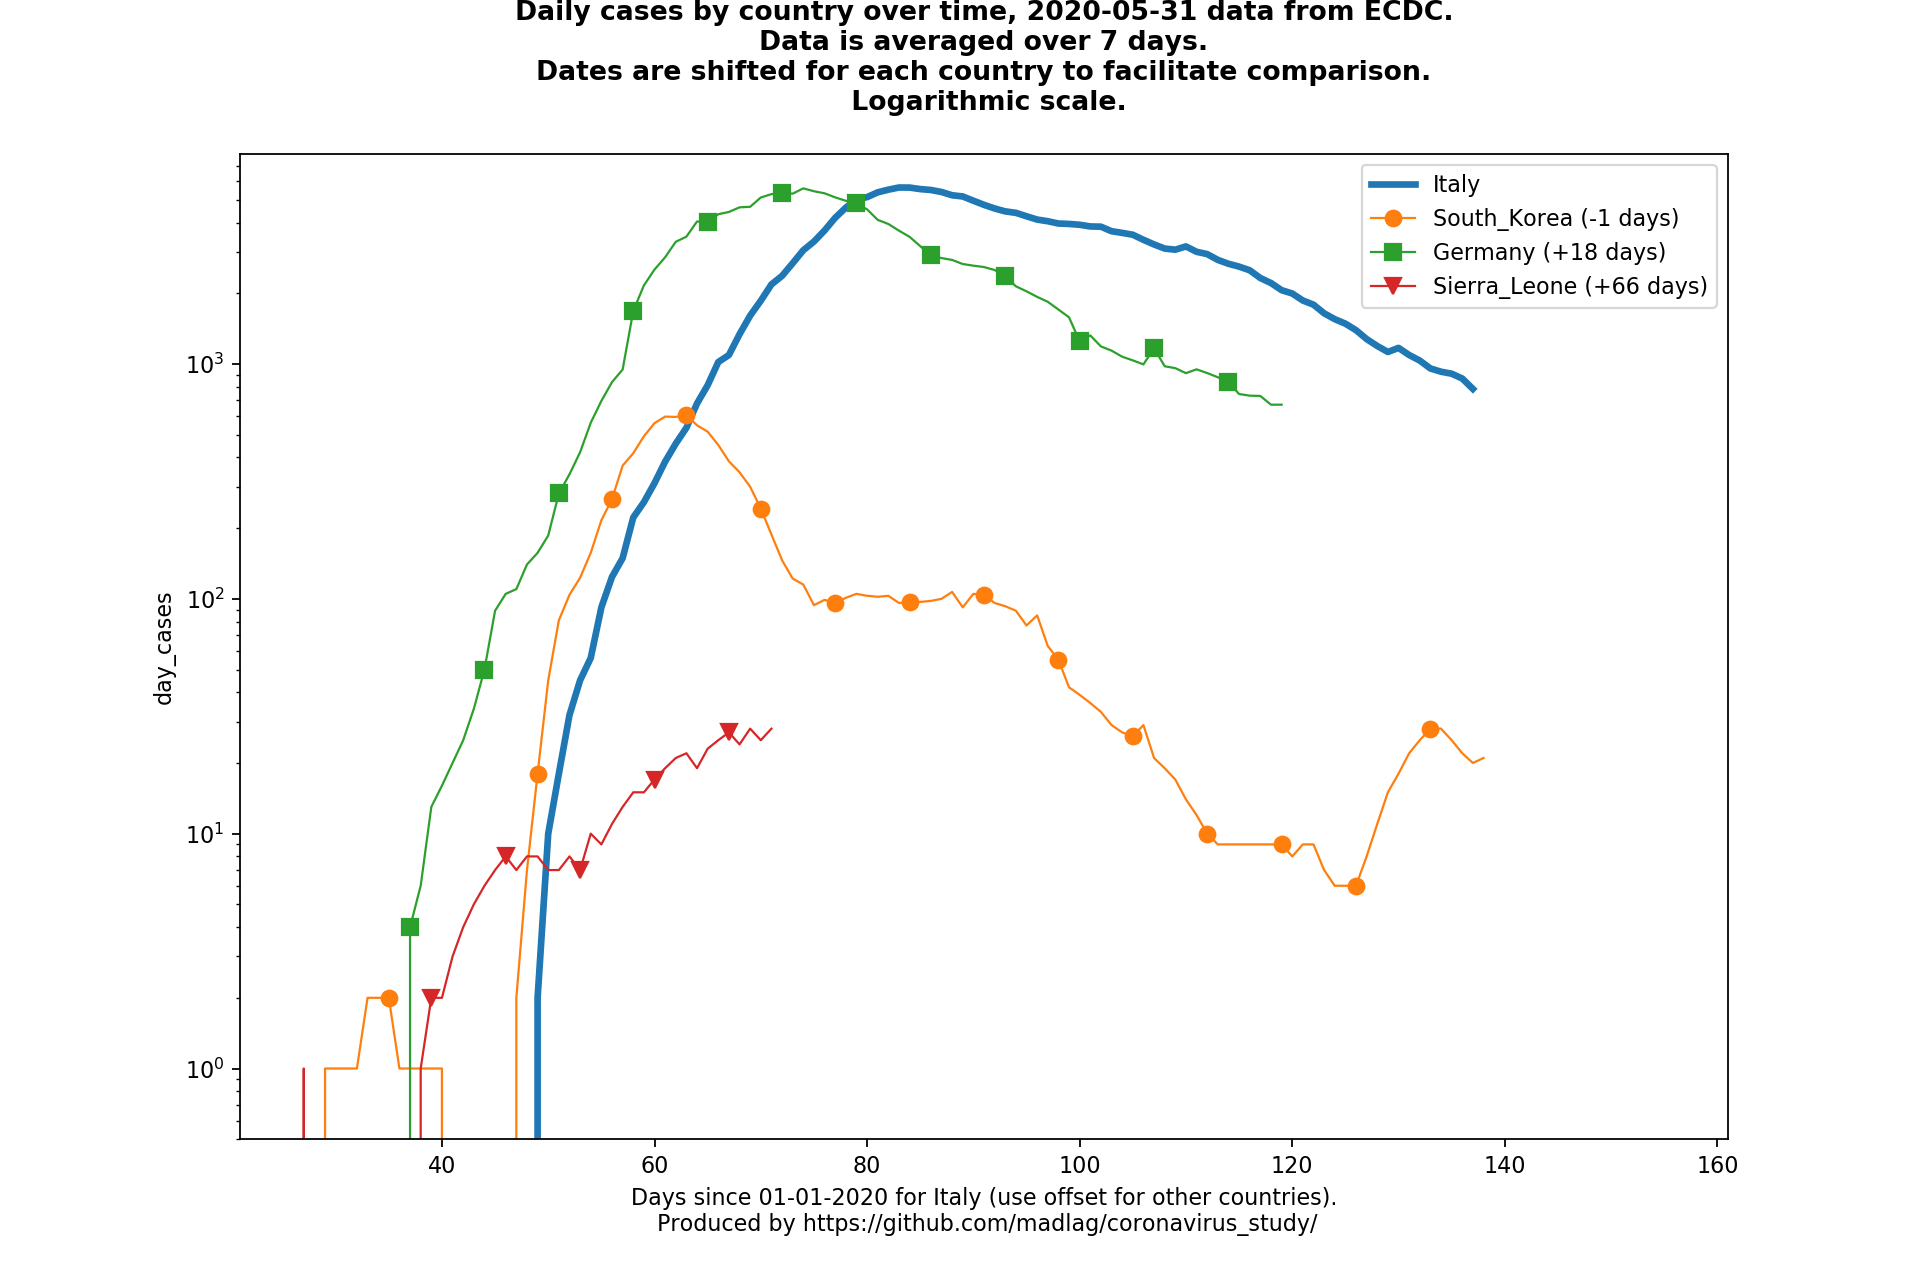 Daily cases by country over time, 2020-05-31 data from ECDC.
Data is averaged over 7 days.
Dates are shifted for each country to facilitate comparison.
Logarithmic scale.
Italy
South_Korea (-1 days)
Germany (+18 days)
Sierra_Leone (+66 days)
day_cases
10³
10²
10¹
10⁰
40 60 80 100 120 140 160
Days since 01-01-2020 for Italy (use offset for other countries).
Produced by https://github.com/madlag/coronavirus_study/